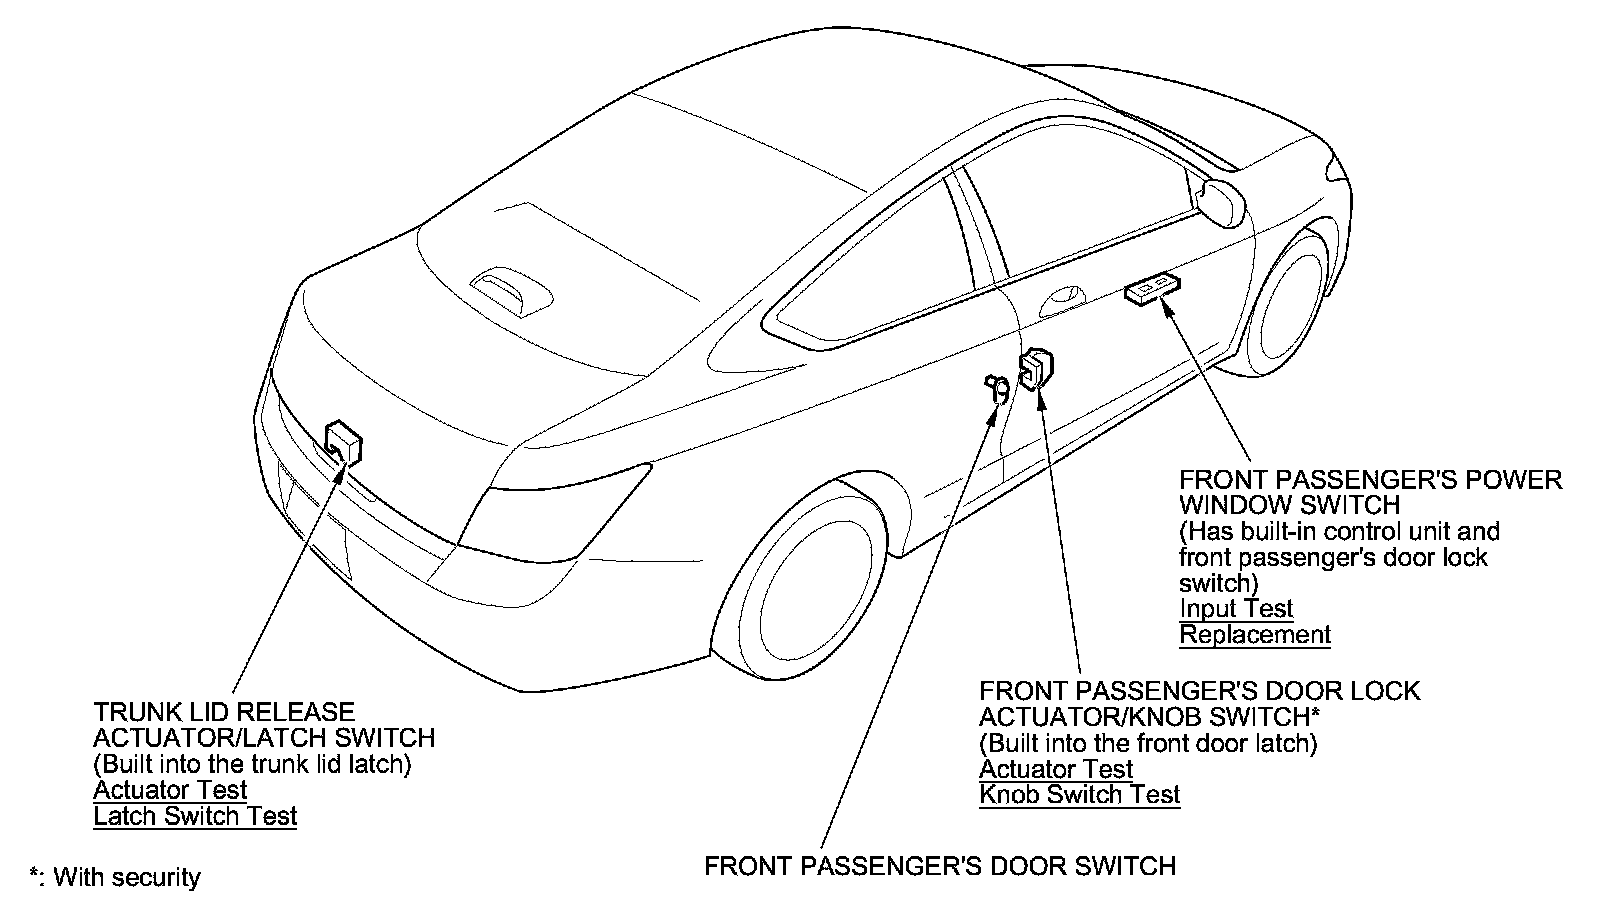 FRONT PASSENGER'S POWER
WINDOW SWITCH
(Has built-in control unit and
front passenger's door lock
switch)
Input Test
Replacement
FRONT PASSENGER'S DOOR LOCK
ACTUATOR/KNOB SWITCH*
(Built into the front door latch)
Actuator Test
Knob Switch Test
TRUNK LID RELEASE
ACTUATOR/LATCH SWITCH
(Built into the trunk lid latch)
Actuator Test
Latch Switch Test
FRONT PASSENGER'S DOOR SWITCH
*: With security